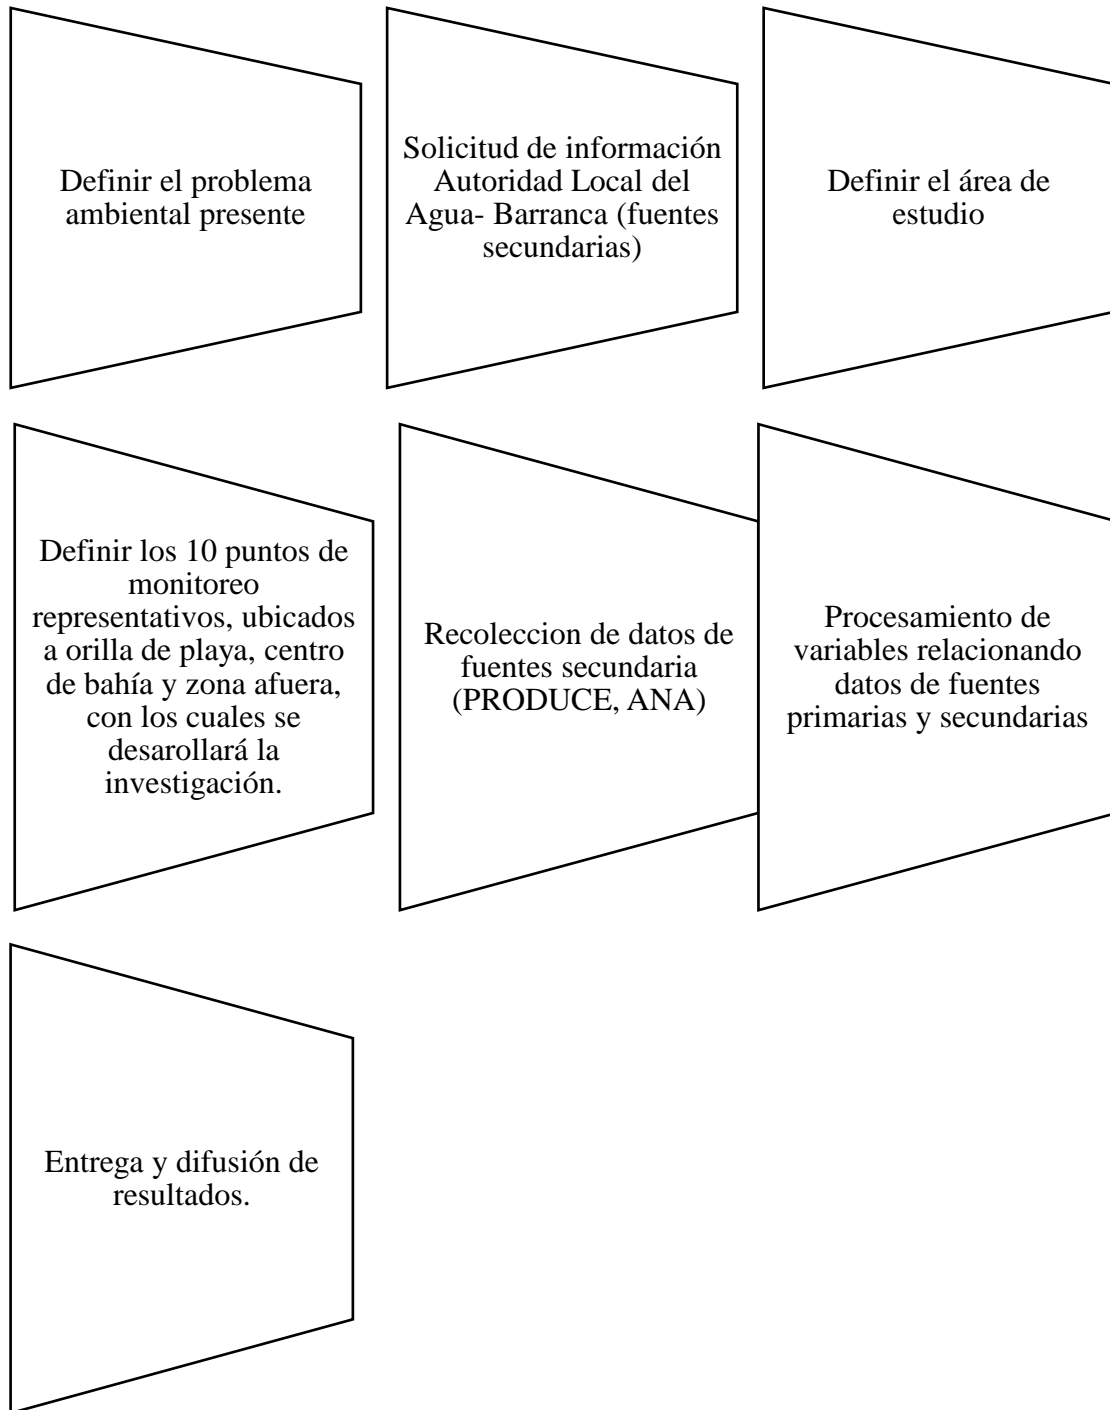 Definir el problema
ambiental presente
Solicitud de información
Autoridad Local del
Agua- Barranca (fuentes
secundarias)
Definir el área de
estudio
Definir los 10 puntos de
monitoreo
representativos, ubicados
a orilla de playa, centro
de bahía y zona afuera,
con los cuales se
desarollará la
investigación.
Recoleccion de datos de
fuentes secundaria
(PRODUCE, ANA)
Procesamiento de
variables relacionando
datos de fuentes
primarias y secundarias
Entrega y difusión de
resultados.